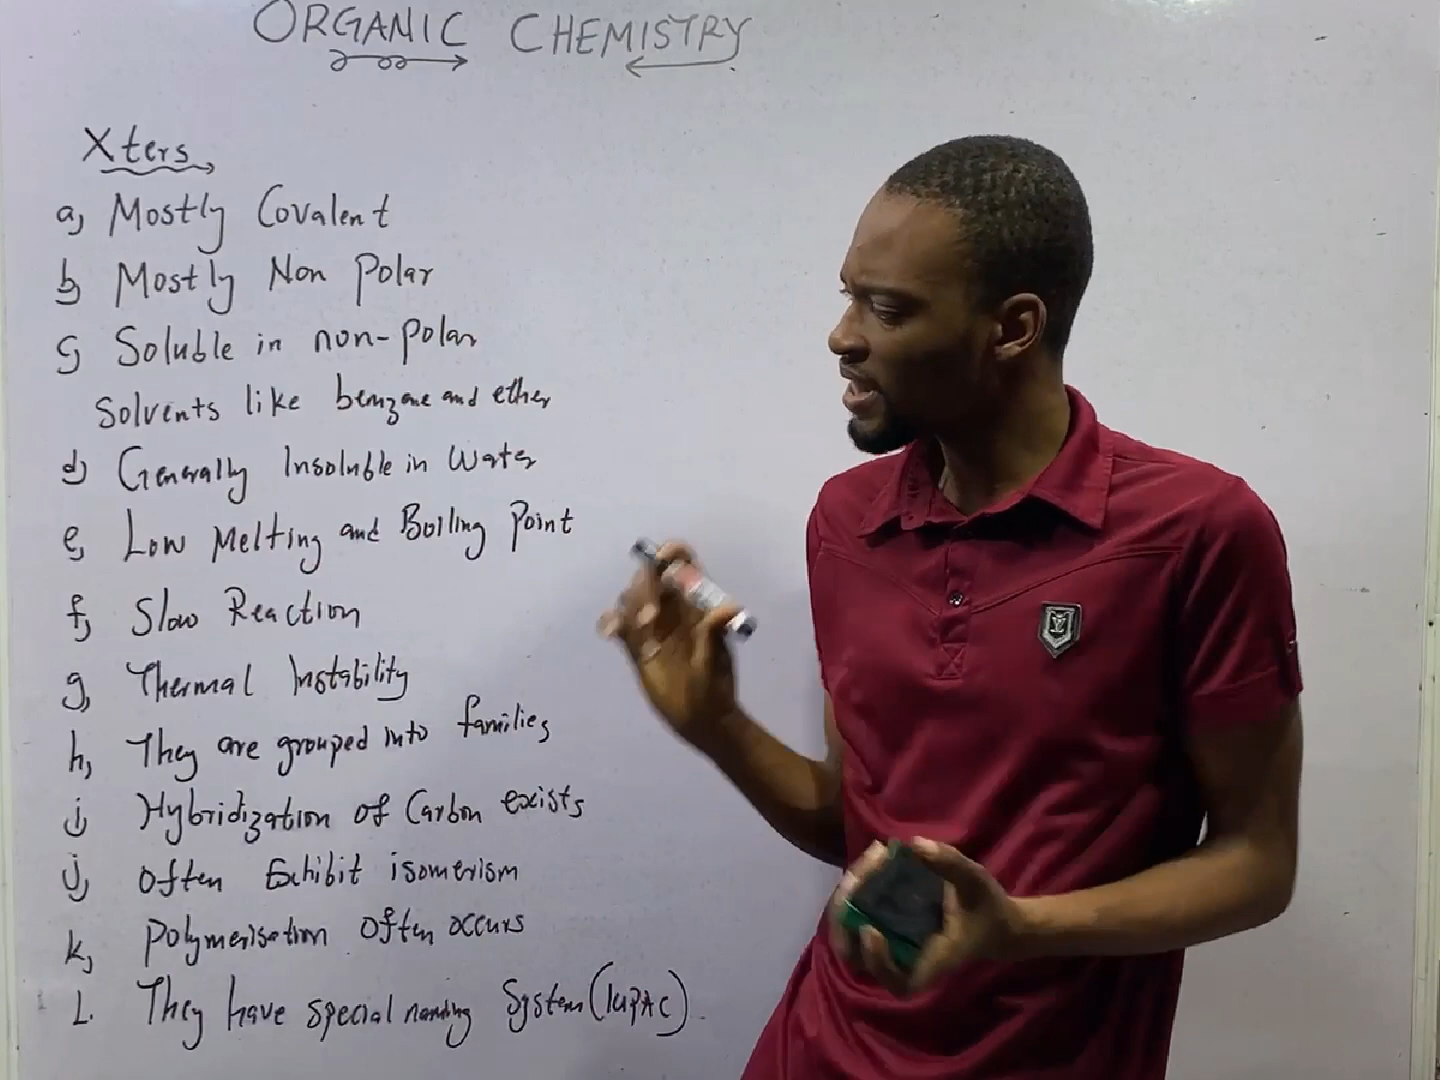 ORGANIC CHEMISTRY
Xters
a, Mostly Covalent
b, Mostly Non Polar
c, Soluble in non-polar
Solvents like benzene and ether
d, Generally Insoluble in Water
e, Low Melting and Boiling Point
f, Slow Reaction
g, Thermal Instability
h, They are grouped into families
i, Hybridization of Carbon exists
j, Often Exhibit isomerism
k, Polymerisation often occurs
L. They have special naming System (IUPAC).